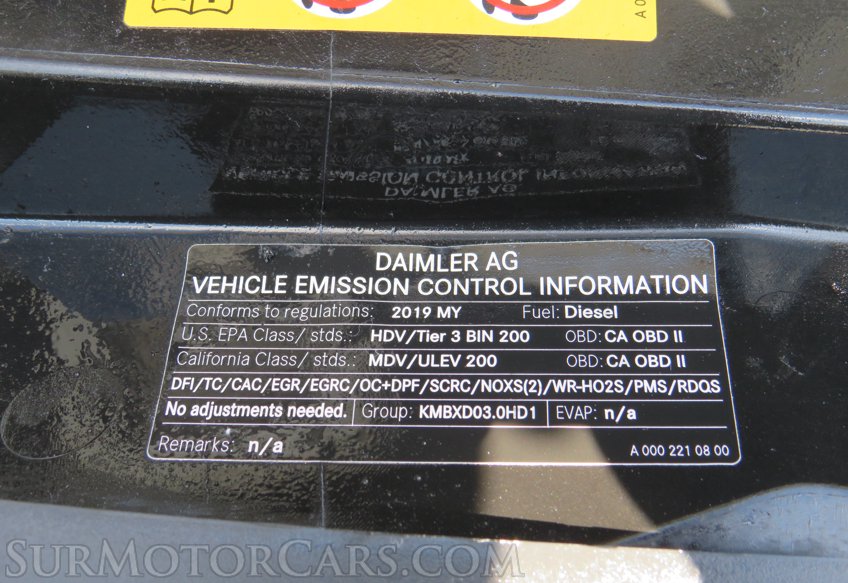 A 0
DAIMLER AG
VEHICLE EMISSION CONTROL INFORMATION
Conforms to regulations: 2019 MY Fuel: Diesel
U.S. EPA Class/ stds.: HDV/Tier 3 BIN 200 OBD: CA OBD II
California Class/ stds.: MDV/ULEV 200 OBD: CA OBD II
DFI/TC/CAC/EGR/EGRC/OC+DPF/SCRC/NOXS(2)/WR-HO2S/PMS/RDQS
No adjustments needed. Group: KMBXD03.0HD1 EVAP: n/a
Remarks: n/a A 000 221 08 00
SURMOTORCARS.COM